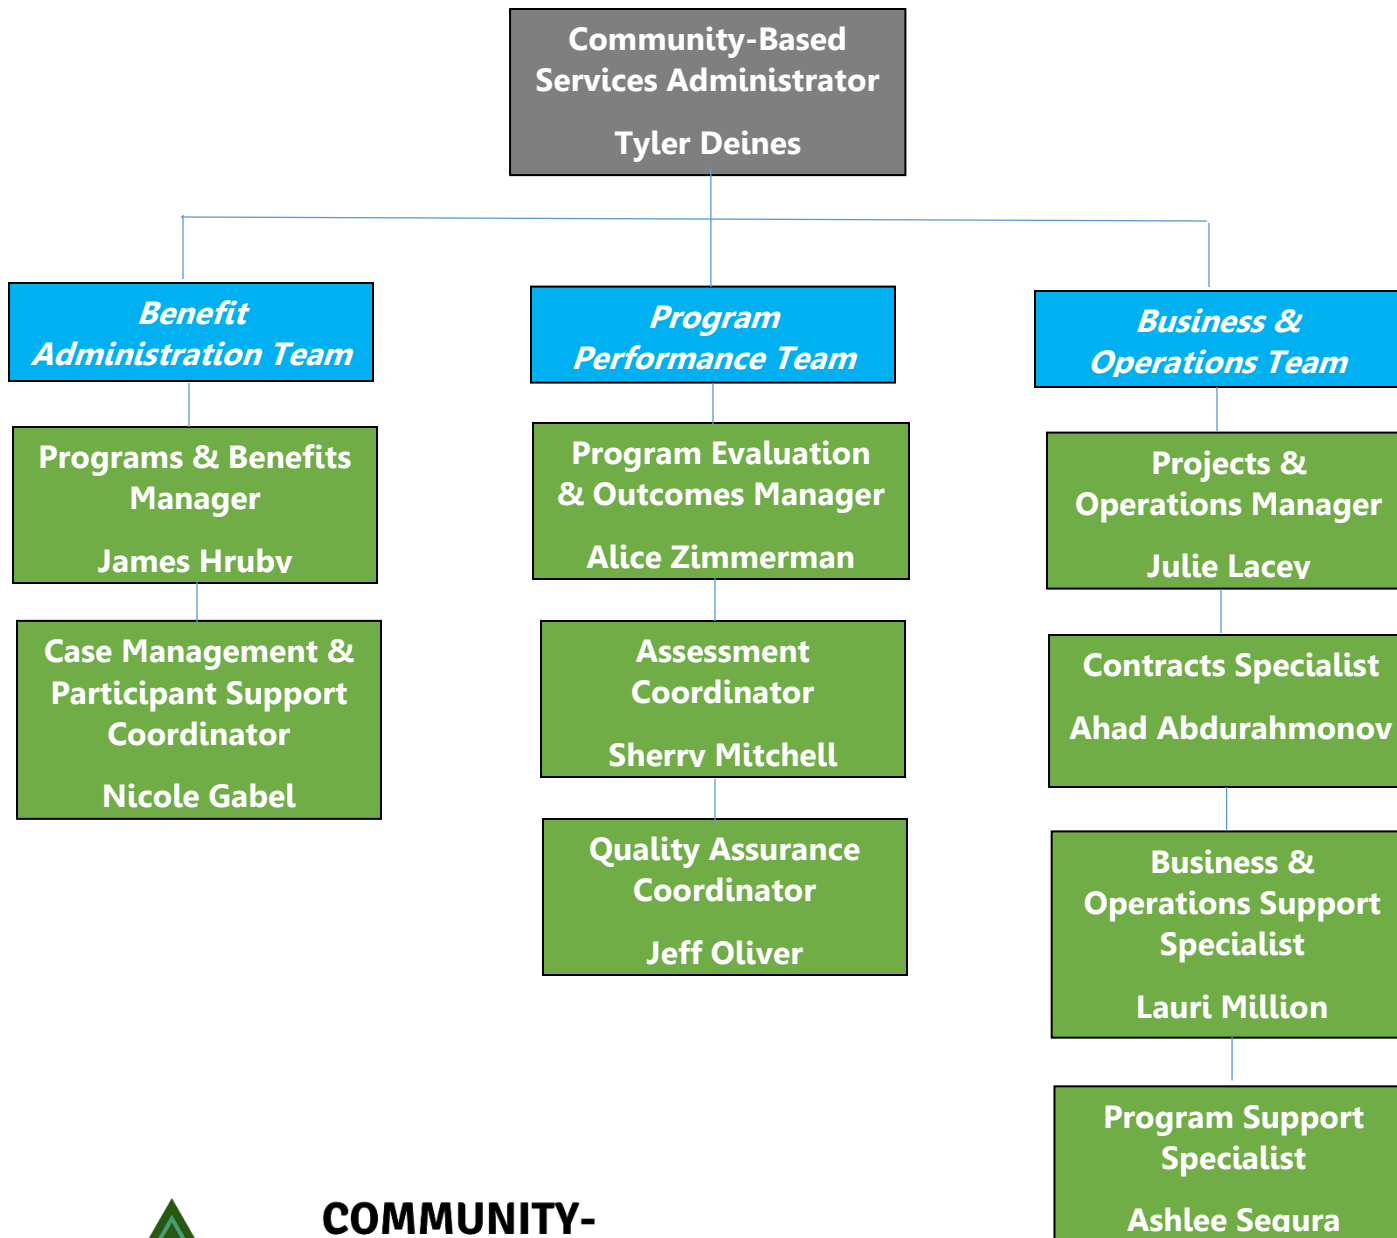 Community-Based
Services Administrator
Tyler Deines
Benefit
Administration Team
Programs & Benefits
Manager
James Hruby
Case Management &
Participant Support
Coordinator
Nicole Gabel
Program
Performance Team
Program Evaluation
& Outcomes Manager
Alice Zimmerman
Assessment
Coordinator
Sherry Mitchell
Quality Assurance
Coordinator
Jeff Oliver
Business &
Operations Team
Projects &
Operations Manager
Julie Lacey
Contracts Specialist
Ahad Abdurahmonov
Business &
Operations Support
Specialist
Lauri Million
Program Support
Specialist
Ashlee Segura
COMMUNITY-